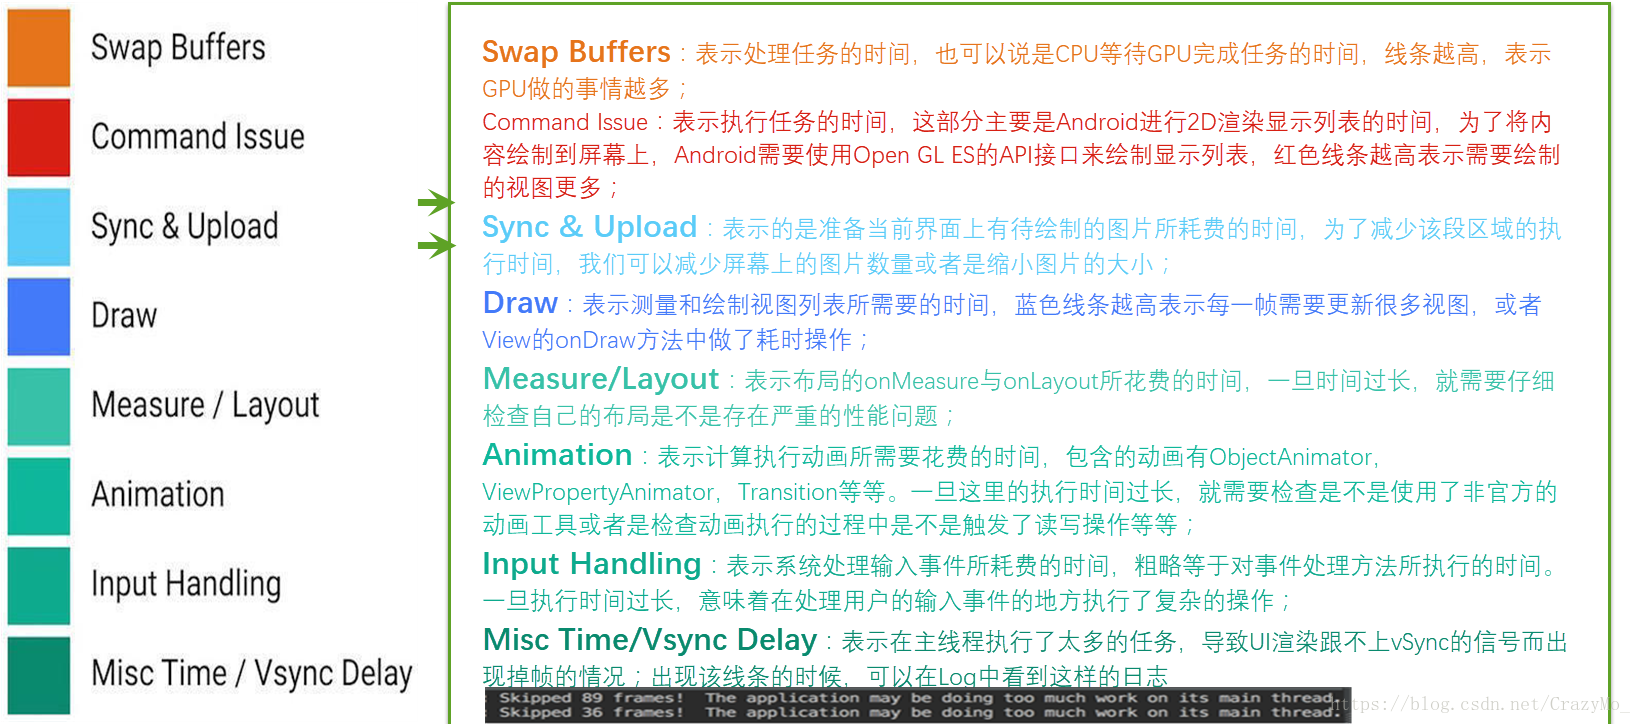 Swap Buffers
Command Issue
Sync & Upload
Draw
Measure / Layout
Animation
Input Handling
Misc Time / Vsync Delay
Swap Buffers：表示处理任务的时间，也可以说是CPU等待GPU完成任务的时间，线条越高，表示
GPU做的事情越多；
Command Issue：表示执行任务的时间，这部分主要是Android进行2D渲染显示列表的时间，为了将内
容绘制到屏幕上，Android需要使用Open GL ES的API接口来绘制显示列表，红色线条越高表示需要绘制
的视图更多；
Sync & Upload：表示的是准备当前界面上有待绘制的图片所耗费的时间，为了减少该段区域的执
行时间，我们可以减少屏幕上的图片数量或者是缩小图片的大小；
Draw：表示测量和绘制视图列表所需要的时间，蓝色线条越高表示每一帧需要更新很多视图，或者
View的onDraw方法中做了耗时操作；
Measure/Layout：表示布局的onMeasure与onLayout所花费的时间，一旦时间过长，就需要仔细
检查自己的布局是不是存在严重的性能问题；
Animation：表示计算执行动画所需要花费的时间，包含的动画有ObjectAnimator，
ViewPropertyAnimator，Transition等等。一旦这里的执行时间过长，就需要检查是不是使用了非官方的
动画工具或者是检查动画执行的过程中是不是触发了读写操作等等；
Input Handling：表示系统处理输入事件所耗费的时间，粗略等于对事件处理方法所执行的时间。
一旦执行时间过长，意味着在处理用户的输入事件的地方执行了复杂的操作；
Misc Time/Vsync Delay：表示在主线程执行了太多的任务，导致UI渲染跟不上vSync的信号而出
现掉帧的情况；出现该线条的时候，可以在Log中看到这样的日志
Skipped 89 frames! The application may be doing too much work on its main thread.
Skipped 36 frames! The application may be doing too much work on its main thread.
https://blog.csdn.net/CrazyMo_